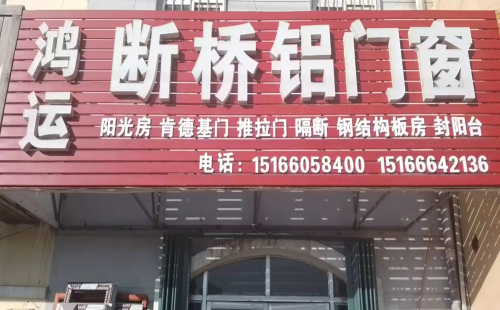 鸿运
断桥铝门窗
阳光房 肯德基门 推拉门 隔断 钢结构板房 封阳台
电话：15166058400 15166642136